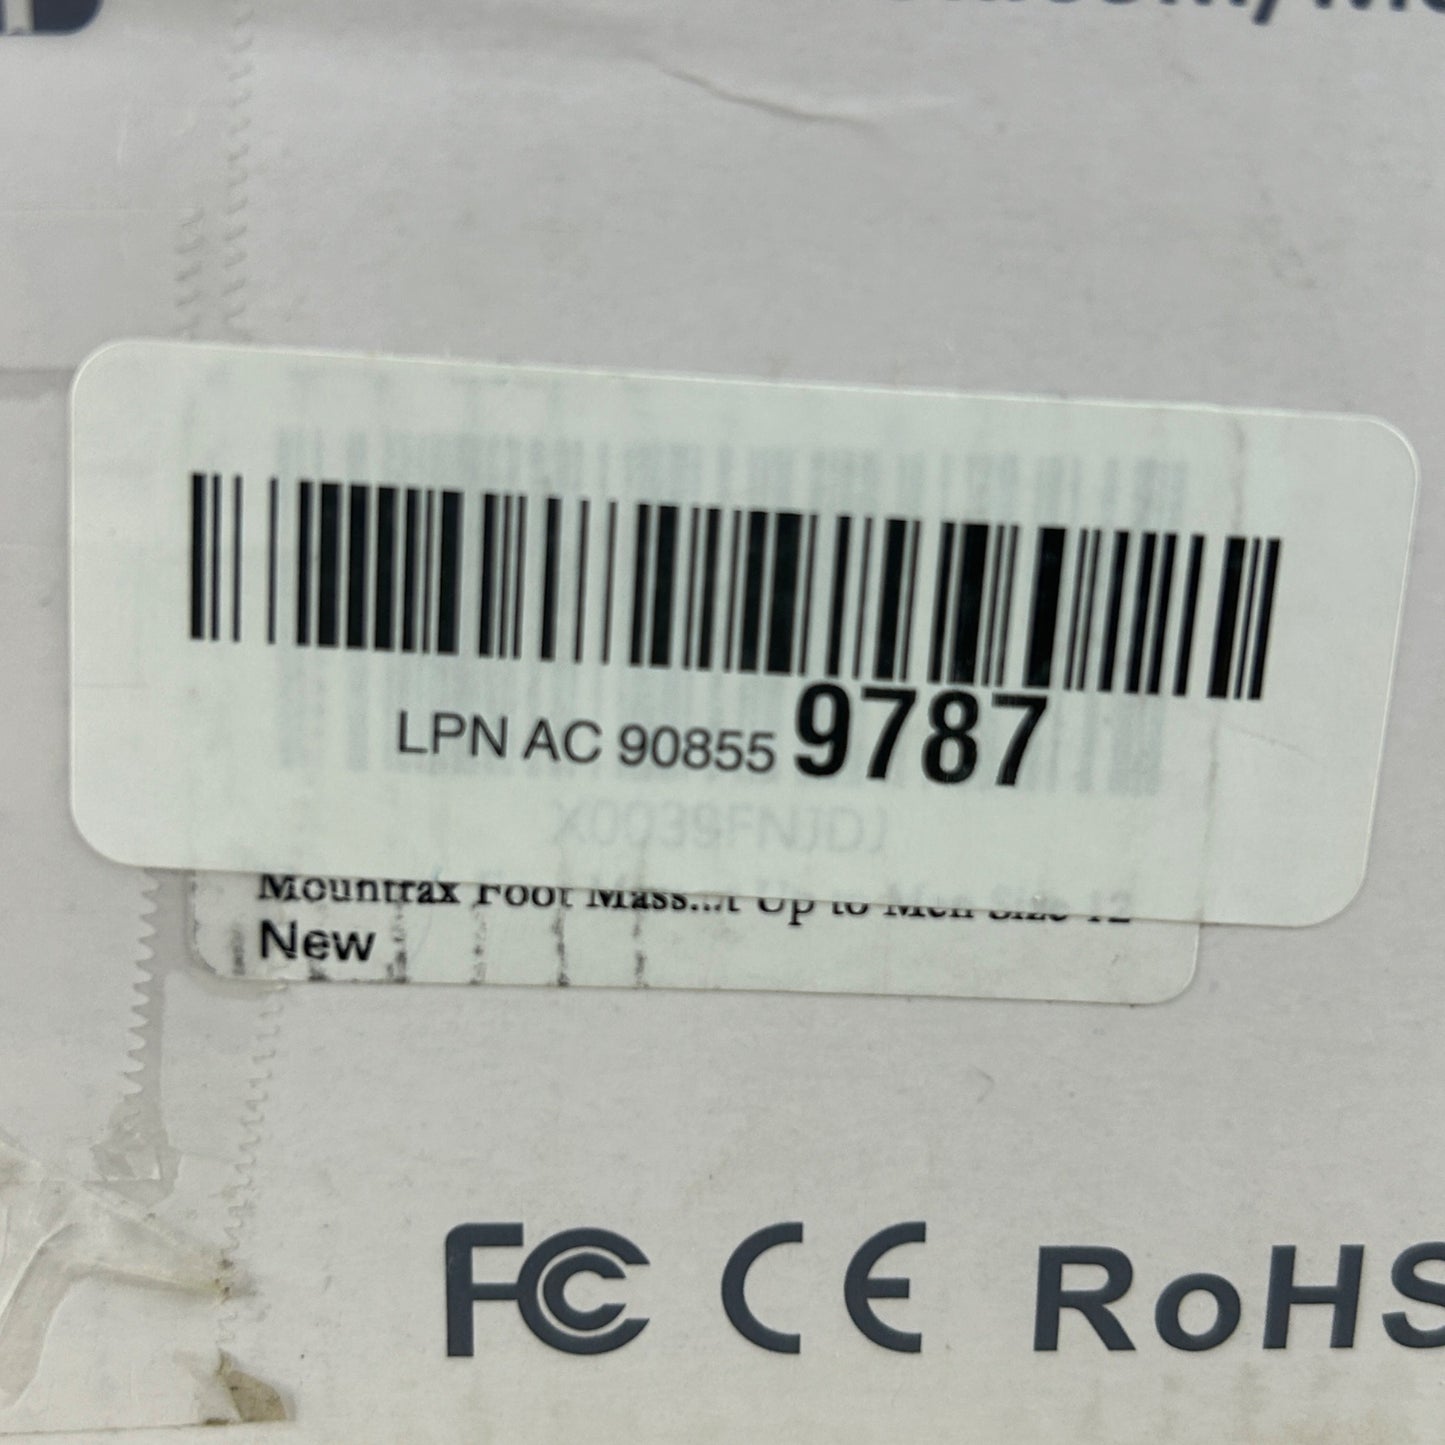 LPN AC 90855 9787
X0039FNJDJ
Mountrax Foot Mass...t Up to Men Size 12
New
FC CE RoHS